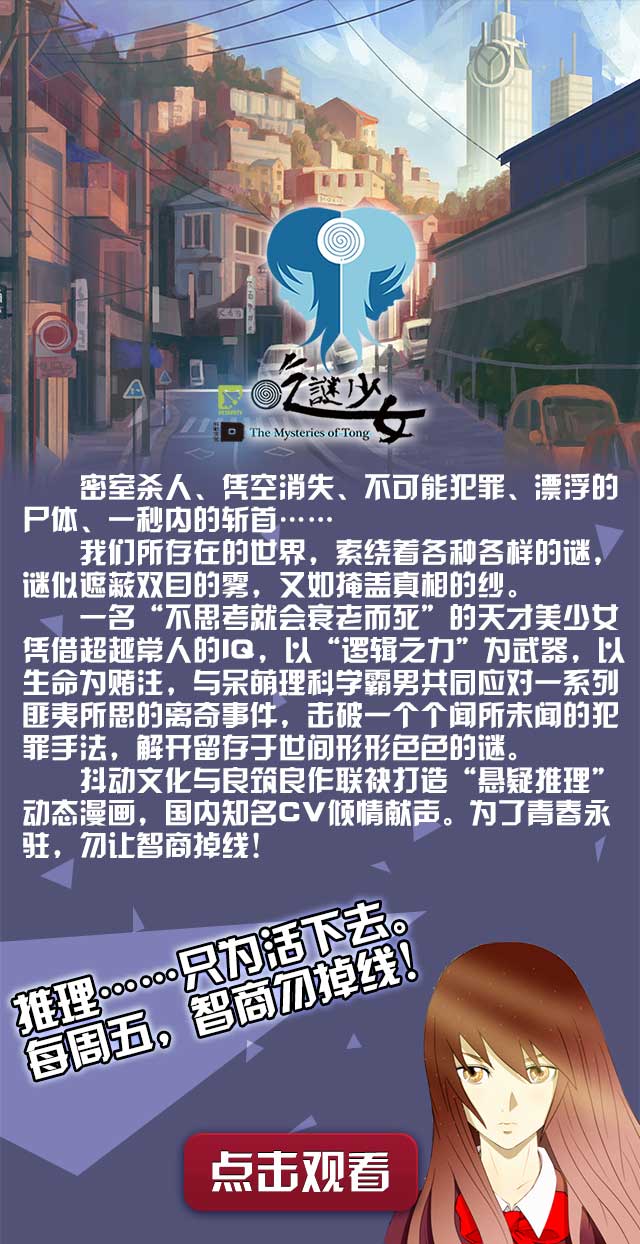 吃謎少女
The Mysteries of Tong
密室杀人、凭空消失、不可能犯罪、漂浮的
尸体、一秒内的斩首……
我们所存在的世界，萦绕着各种各样的谜，
谜似遮蔽双目的雾，又如掩盖真相的纱。
一名“不思考就会衰老而死”的天才美少女
凭借超越常人的IQ，以“逻辑之力”为武器，以
生命为赌注，与呆萌理科学霸男共同应对一系列
匪夷所思的离奇事件，击破一个个闻所未闻的犯
罪手法，解开留存于世间形形色色的谜。
抖动文化与良筑良作联袂打造“悬疑推理”
动态漫画，国内知名CV倾情献声。为了青春永
驻，勿让智商掉线！
推理……只为活下去。
每周五，智商勿掉线！
点击观看